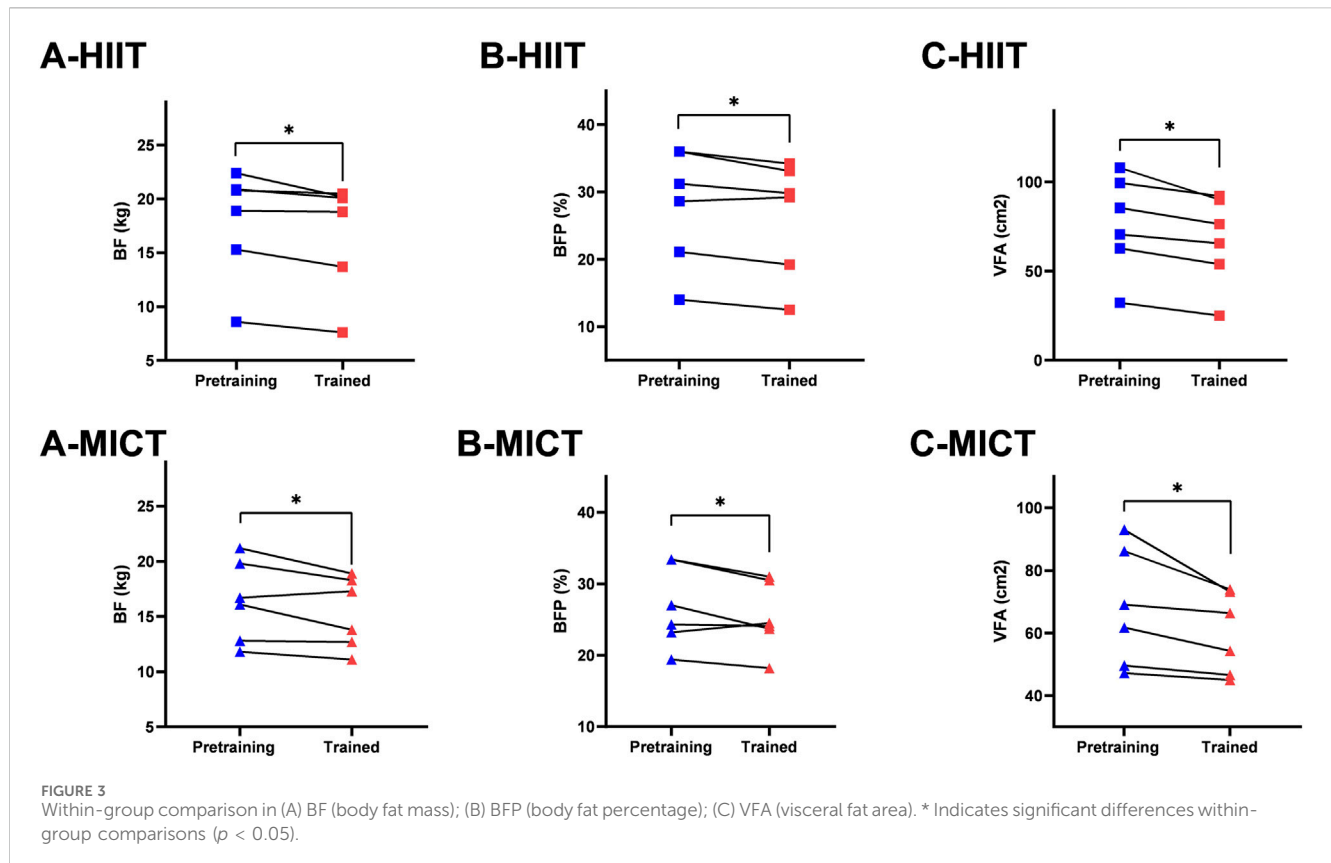 A-HIIT
B-HIIT
C-HIIT
*
25
20
15
10
5
BF (kg)
Pretraining
Trained
*
40
30
20
10
BFP (%)
Pretraining
Trained
*
100
50
0
VFA (cm2)
Pretraining
Trained
A-MICT
B-MICT
C-MICT
*
25
20
15
10
5
BF (kg)
Pretraining
Trained
*
40
30
20
10
BFP (%)
Pretraining
Trained
*
100
80
60
40
VFA (cm2)
Pretraining
Trained
FIGURE 3
Within-group comparison in (A) BF (body fat mass); (B) BFP (body fat percentage); (C) VFA (visceral fat area). * Indicates significant differences within-
group comparisons (p < 0.05).